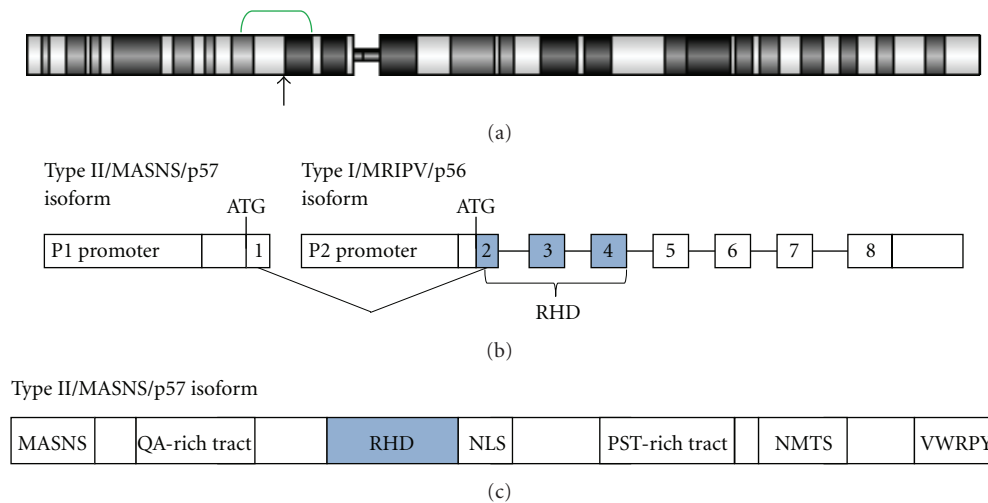 (a)
Type II/MASNS/p57 isoform
Type I/MRIPV/p56 isoform
ATG
ATG
P1 promoter
1
P2 promoter
2
3
4
5
6
7
8
RHD
(b)
Type II/MASNS/p57 isoform
MASNS
QA-rich tract
RHD
NLS
PST-rich tract
NMTS
VWRPY
(c)